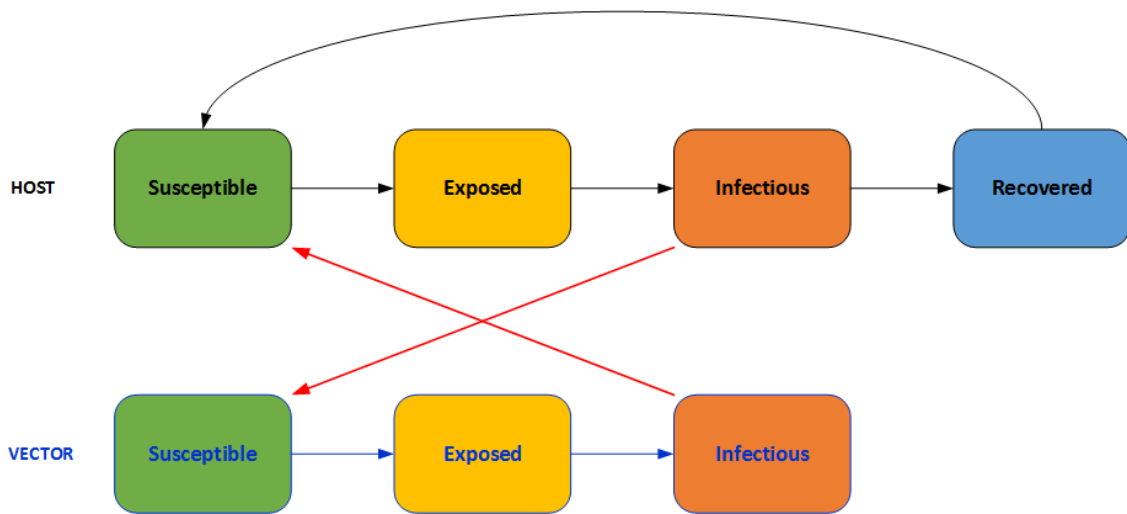 HOST
Susceptible
Exposed
Infectious
Recovered
VECTOR
Susceptible
Exposed
Infectious